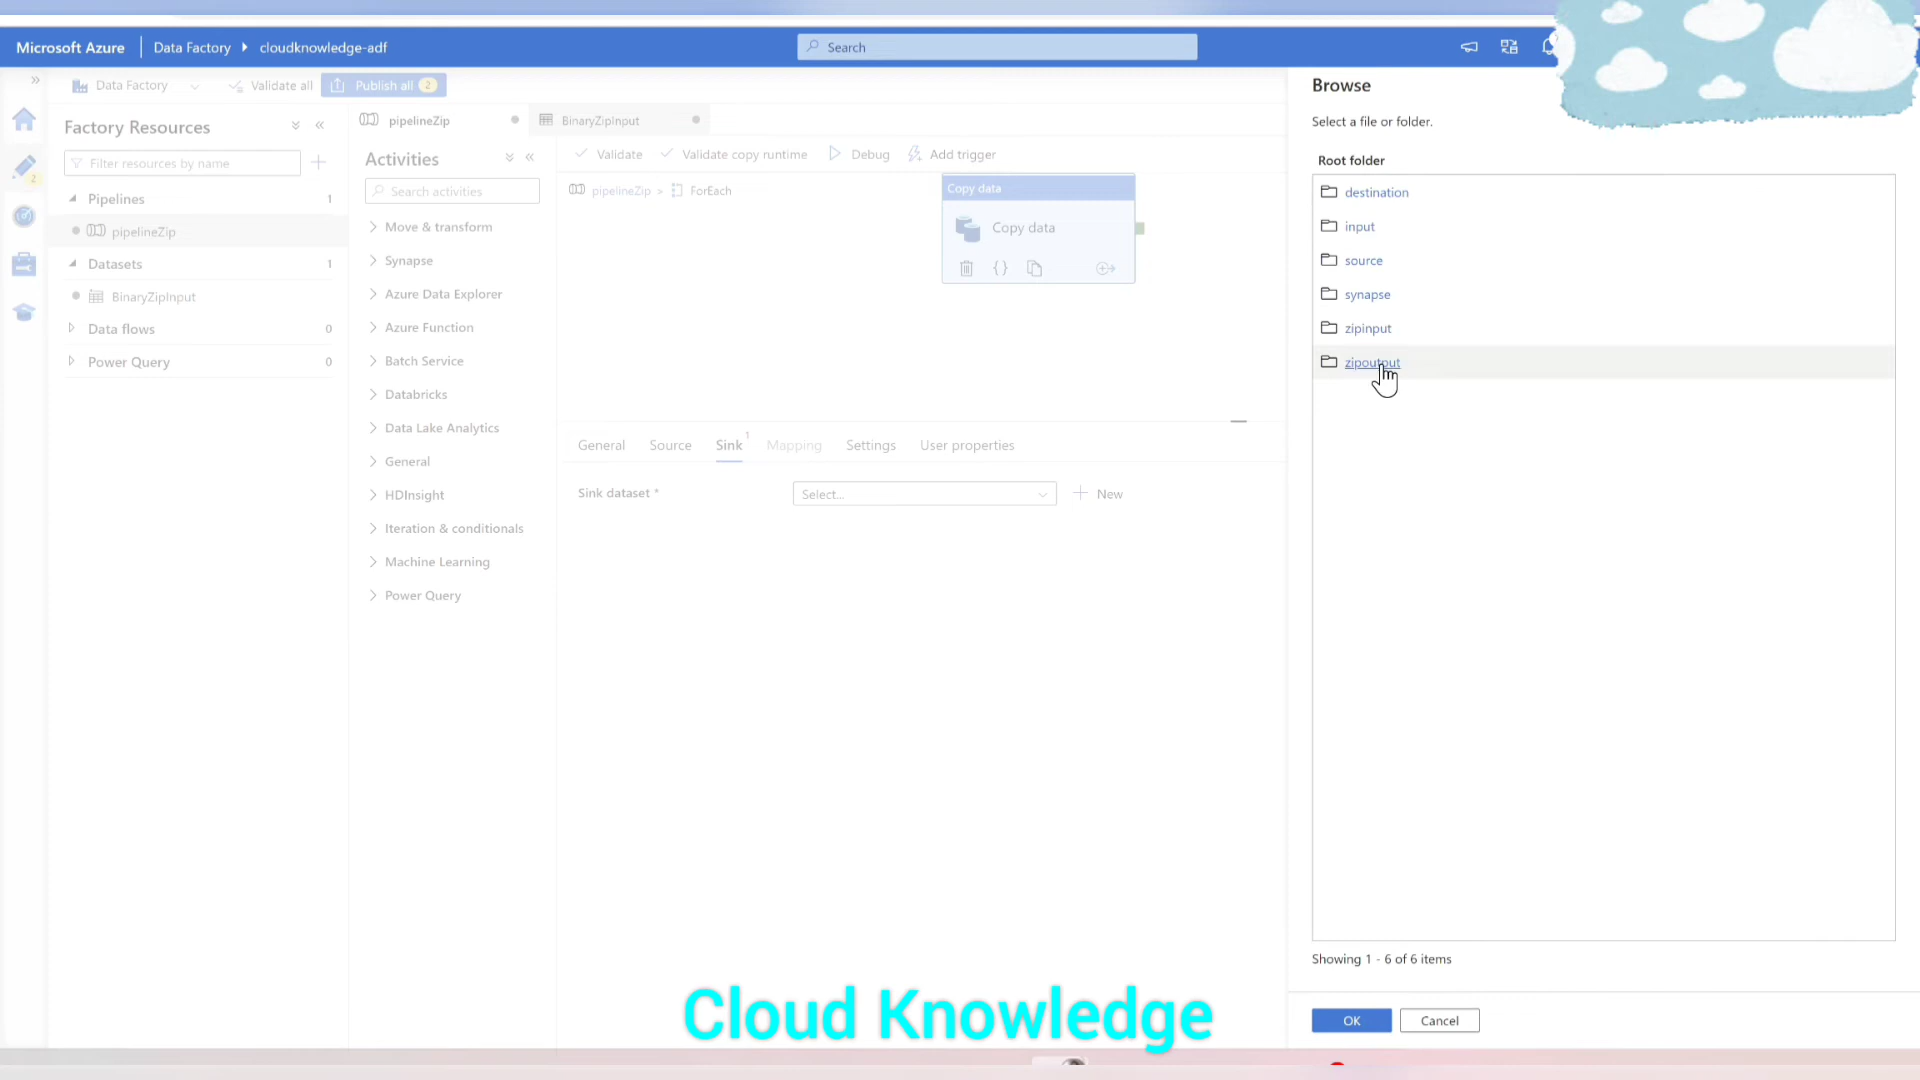 Microsoft Azure
Data Factory
cloudknowledge-adf
Search
Data Factory
Validate all
Publish all
2
Factory Resources
Filter resources by name
2
Pipelines
1
pipelineZip
Datasets
1
BinaryZipInput
Data flows
0
Power Query
0
pipelineZip
BinaryZipInput
Activities
Search activities
Move & transform
Synapse
Azure Data Explorer
Azure Function
Batch Service
Databricks
Data Lake Analytics
General
HDInsight
Iteration & conditionals
Machine Learning
Power Query
Validate
Validate copy runtime
Debug
Add trigger
pipelineZip > ForEach
Copy data
Copy data
{}
General
Source
Sink
1
Mapping
Settings
User properties
Sink dataset *
Select...
New
Browse
Select a file or folder.
Root folder
destination
input
source
synapse
zipinput
zipoutput
Showing 1 - 6 of 6 items
OK
Cancel
Cloud Knowledge